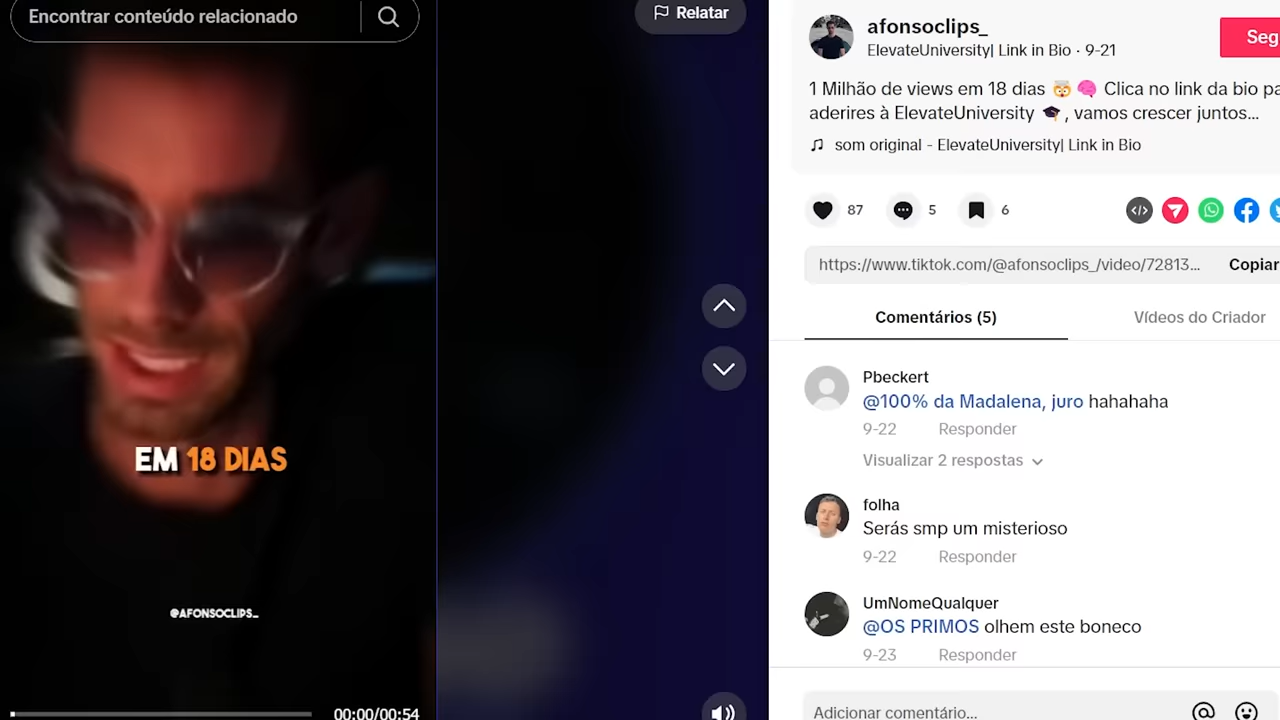 Encontrar conteúdo relacionado
Relatar
EM 18 DIAS
@AFONSOCLIPS_
00:00/00:54
afonsoclips_
ElevateUniversity| Link in Bio · 9-21
Seg
1 Milhão de views em 18 dias 🤯 🧠 Clica no link da bio pa
aderires à ElevateUniversity 🎓, vamos crescer juntos...
som original - ElevateUniversity| Link in Bio
87
5
6
https://www.tiktok.com/@afonsoclips_/video/72813...
Copiar
Comentários (5)
Vídeos do Criador
Pbeckert
@100% da Madalena, juro hahahaha
9-22 Responder
Visualizar 2 respostas
folha
Serás smp um misterioso
9-22 Responder
UmNomeQualquer
@OS PRIMOS olhem este boneco
9-23 Responder
Adicionar comentário...